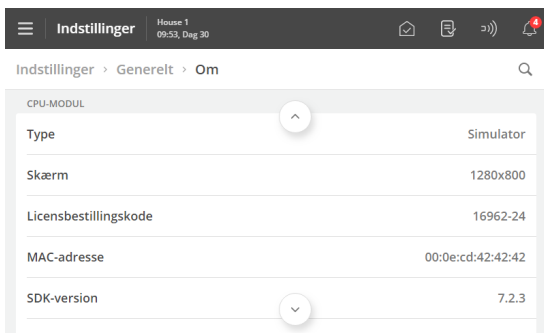 Indstillinger
House 1
09:53, Dag 30
4
Indstillinger > Generelt > Om
CPU-MODUL
Type Simulator
Skærm 1280x800
Licensbestillingskode 16962-24
MAC-adresse 00:0e:cd:42:42:42
SDK-version 7.2.3